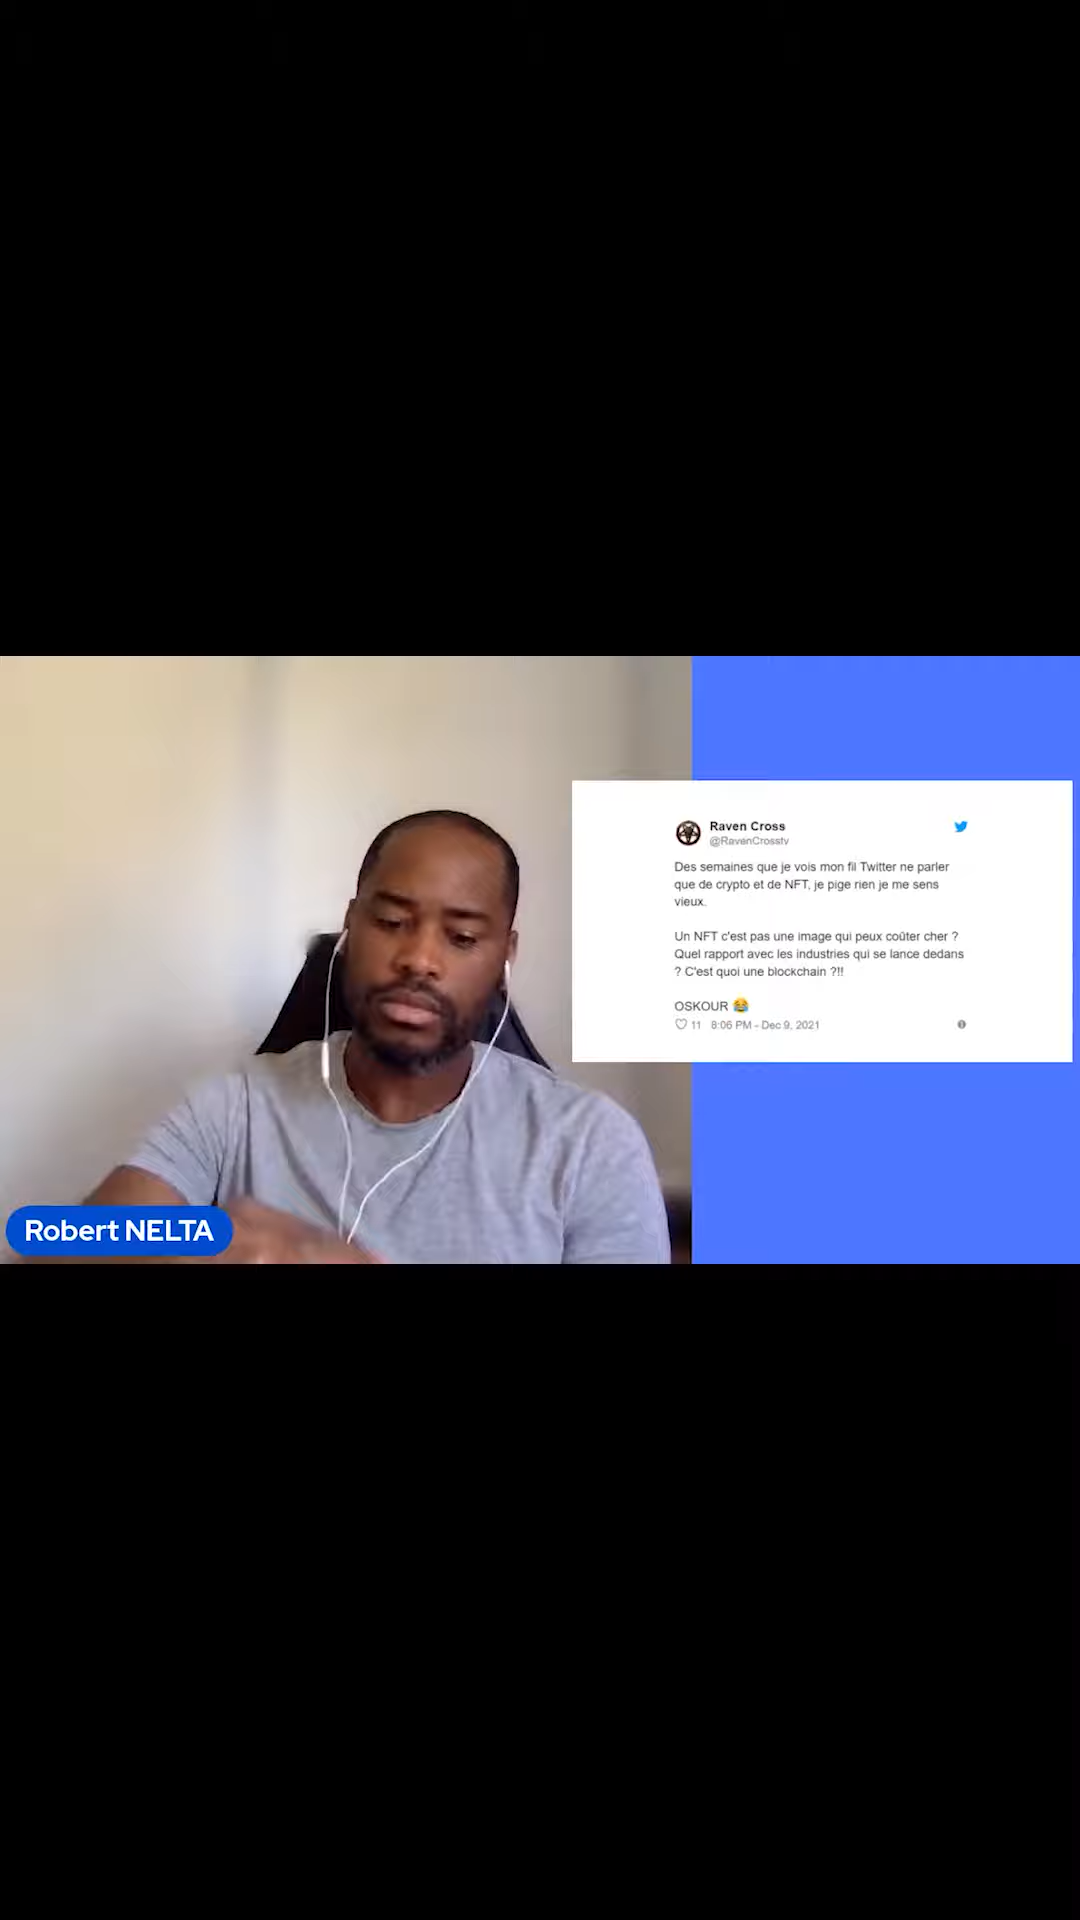 Raven Cross
@RavenCrosstv
Des semaines que je vois mon fil Twitter ne parler
que de crypto et de NFT, je pige rien je me sens
vieux.
Un NFT c'est pas une image qui peux coûter cher ?
Quel rapport avec les industries qui se lance dedans
? C'est quoi une blockchain ?!!
OSKOUR 😂
11 8:06 PM - Dec 9, 2021
Robert NELTA